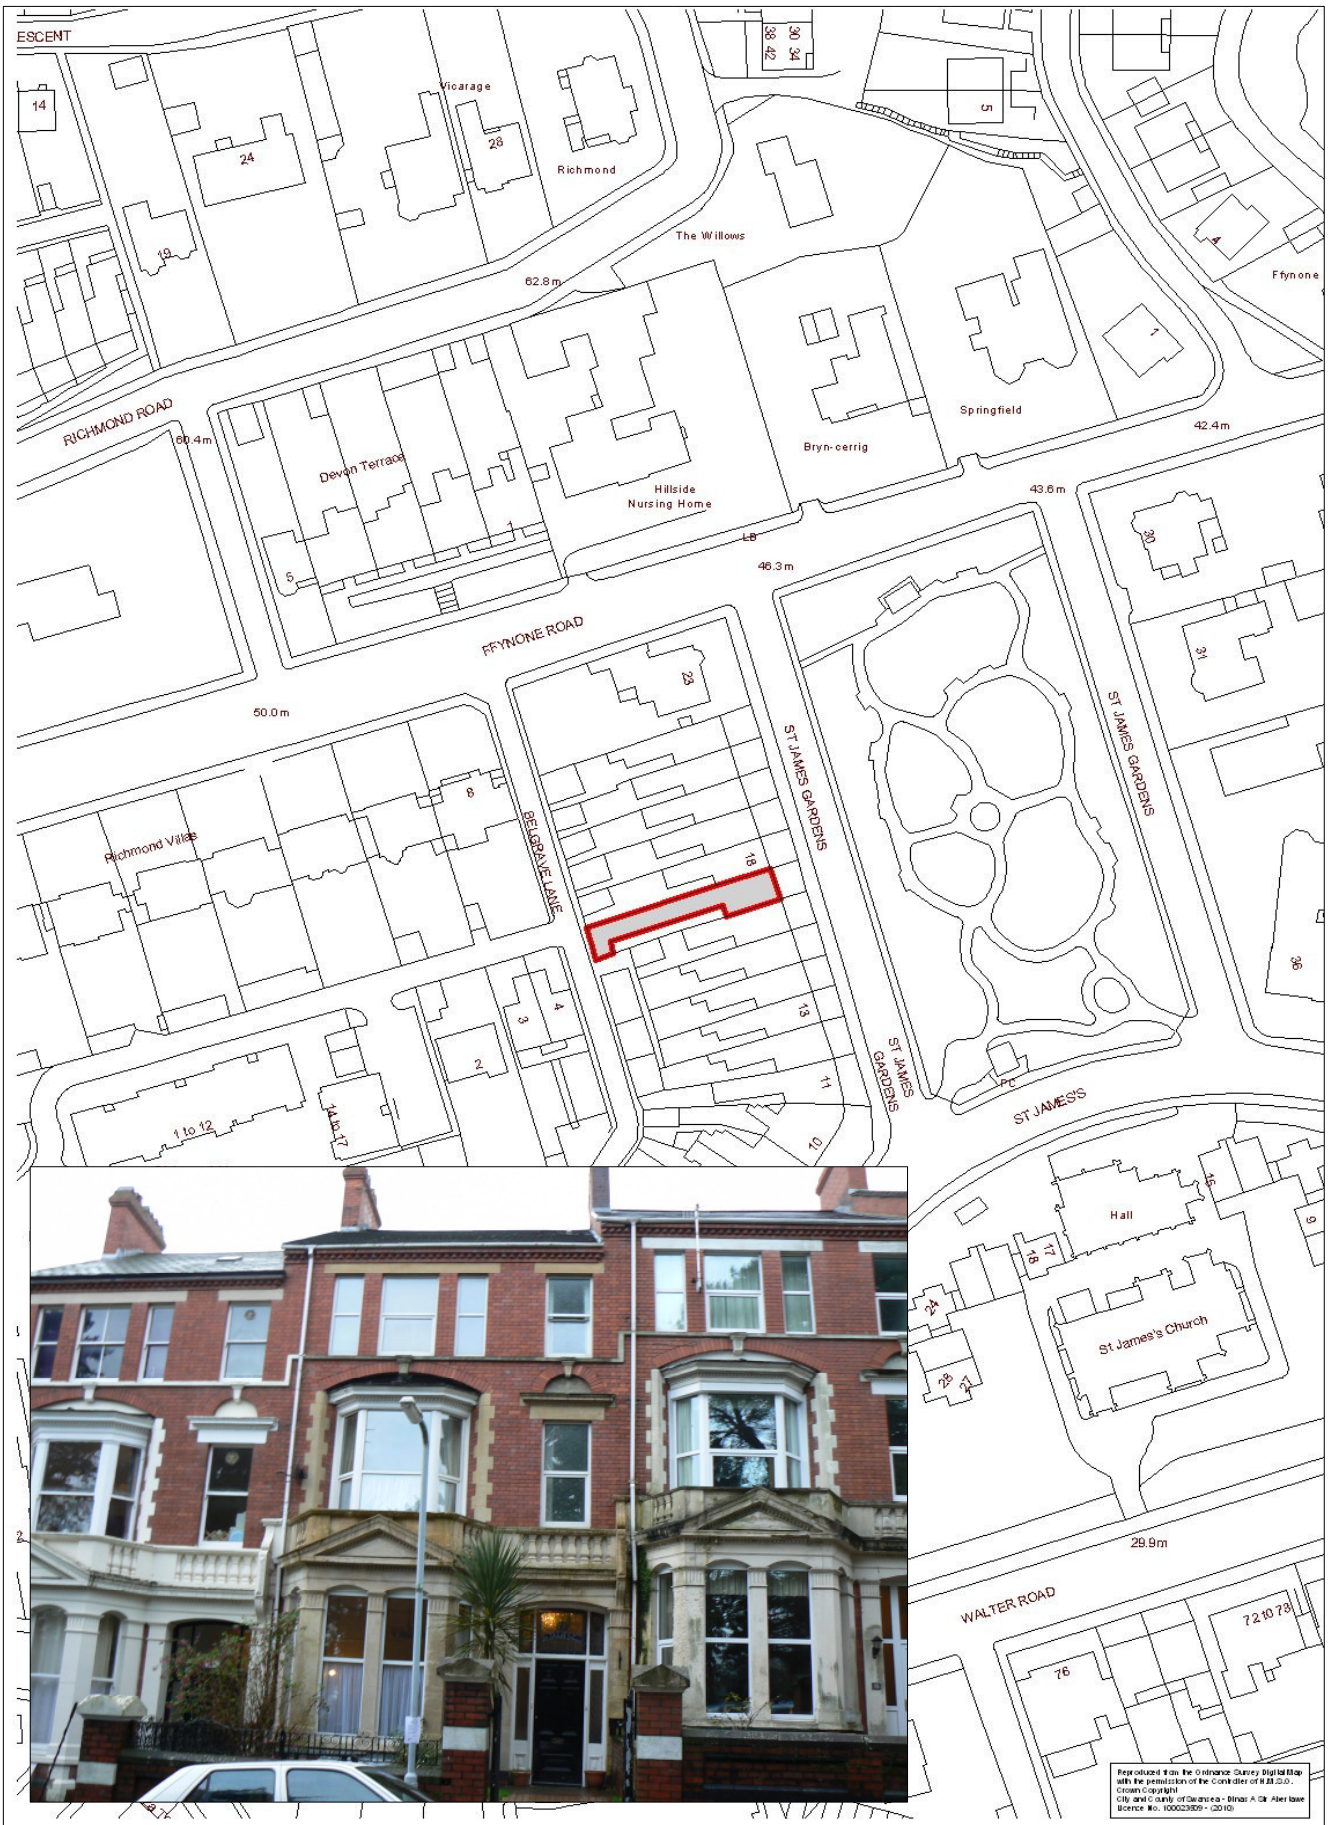 ESCENT
38 42
30 34
14
Vicarage
5
24
28
Richmond
19
The Willows
4
Ffynone
62.8m
1
RICHMOND ROAD
60.4m
Springfield
42.4m
Devon Terrace
Bryn-cerrig
Hillside
Nursing Home
43.6m
1
LB
30
5
46.3m
FFYNONE ROAD
31
23
50.0m
ST JAMES GARDENS
ST JAMES GARDENS
8
BELGRAVE LANE
Richmond Villas
18
36
3
4
13
2
ST JAMES
GARDENS
11
PC
ST JAMES'S
1 to 12
14 to 17
10
15
Hall
9
17
18
24
St James's Church
28
27
29.9m
WALTER ROAD
72 to 73
76
Reproduced from the Ordnance Survey Digital Map
with the permission of the Controller of H.M.S.O.
Crown Copyright
City and County of Swansea - Dinas A Sir Abertawe
Licence No. 100023509 - (2010)